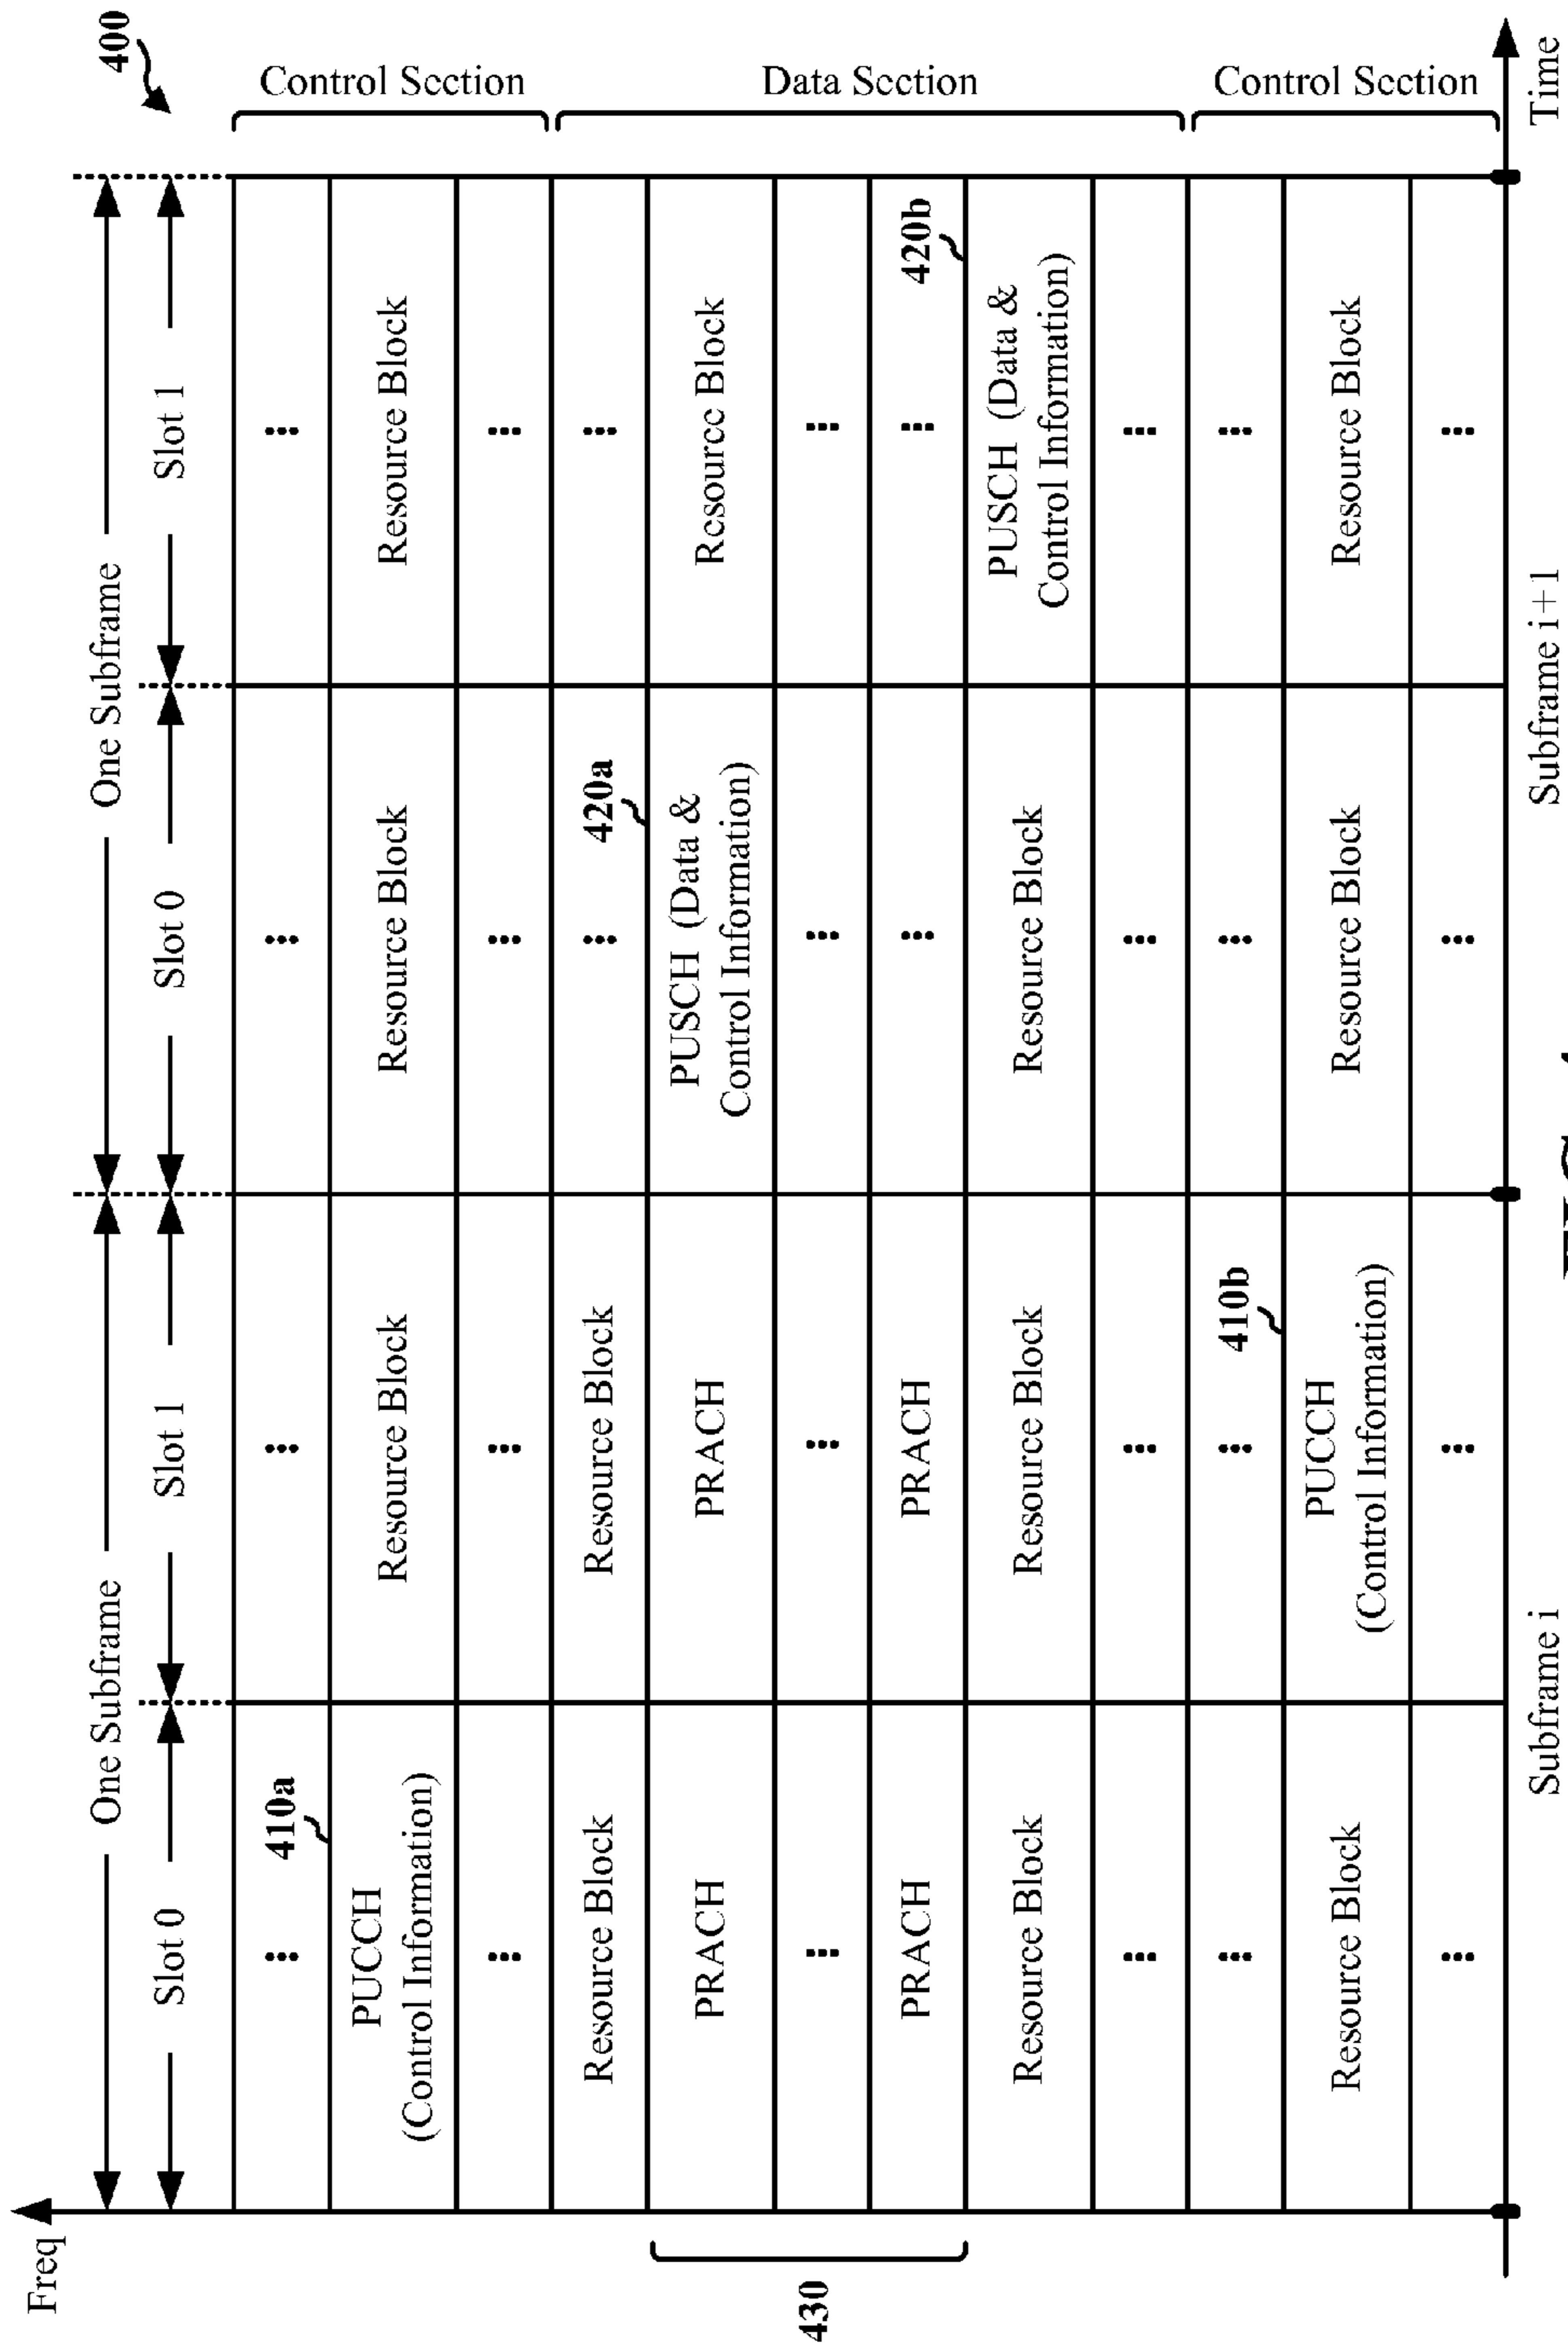 400
One Subframe
One Subframe
Slot 0
Slot 1
Slot 0
Slot 1
Freq
Control Section
Data Section
Control Section
...
...
...
...
410a
PUCCH
(Control Information)
Resource Block
Resource Block
Resource Block
...
...
...
...
Resource Block
Resource Block
...
...
420a
430
PRACH
PRACH
PUSCH (Data &
Control Information)
Resource Block
...
...
...
...
PRACH
PRACH
...
...
420b
Resource Block
Resource Block
Resource Block
PUSCH (Data &
Control Information)
...
...
...
...
...
...
...
...
410b
Resource Block
PUCCH
(Control Information)
Resource Block
Resource Block
...
...
...
...
Subframe i
Subframe i+1
Time